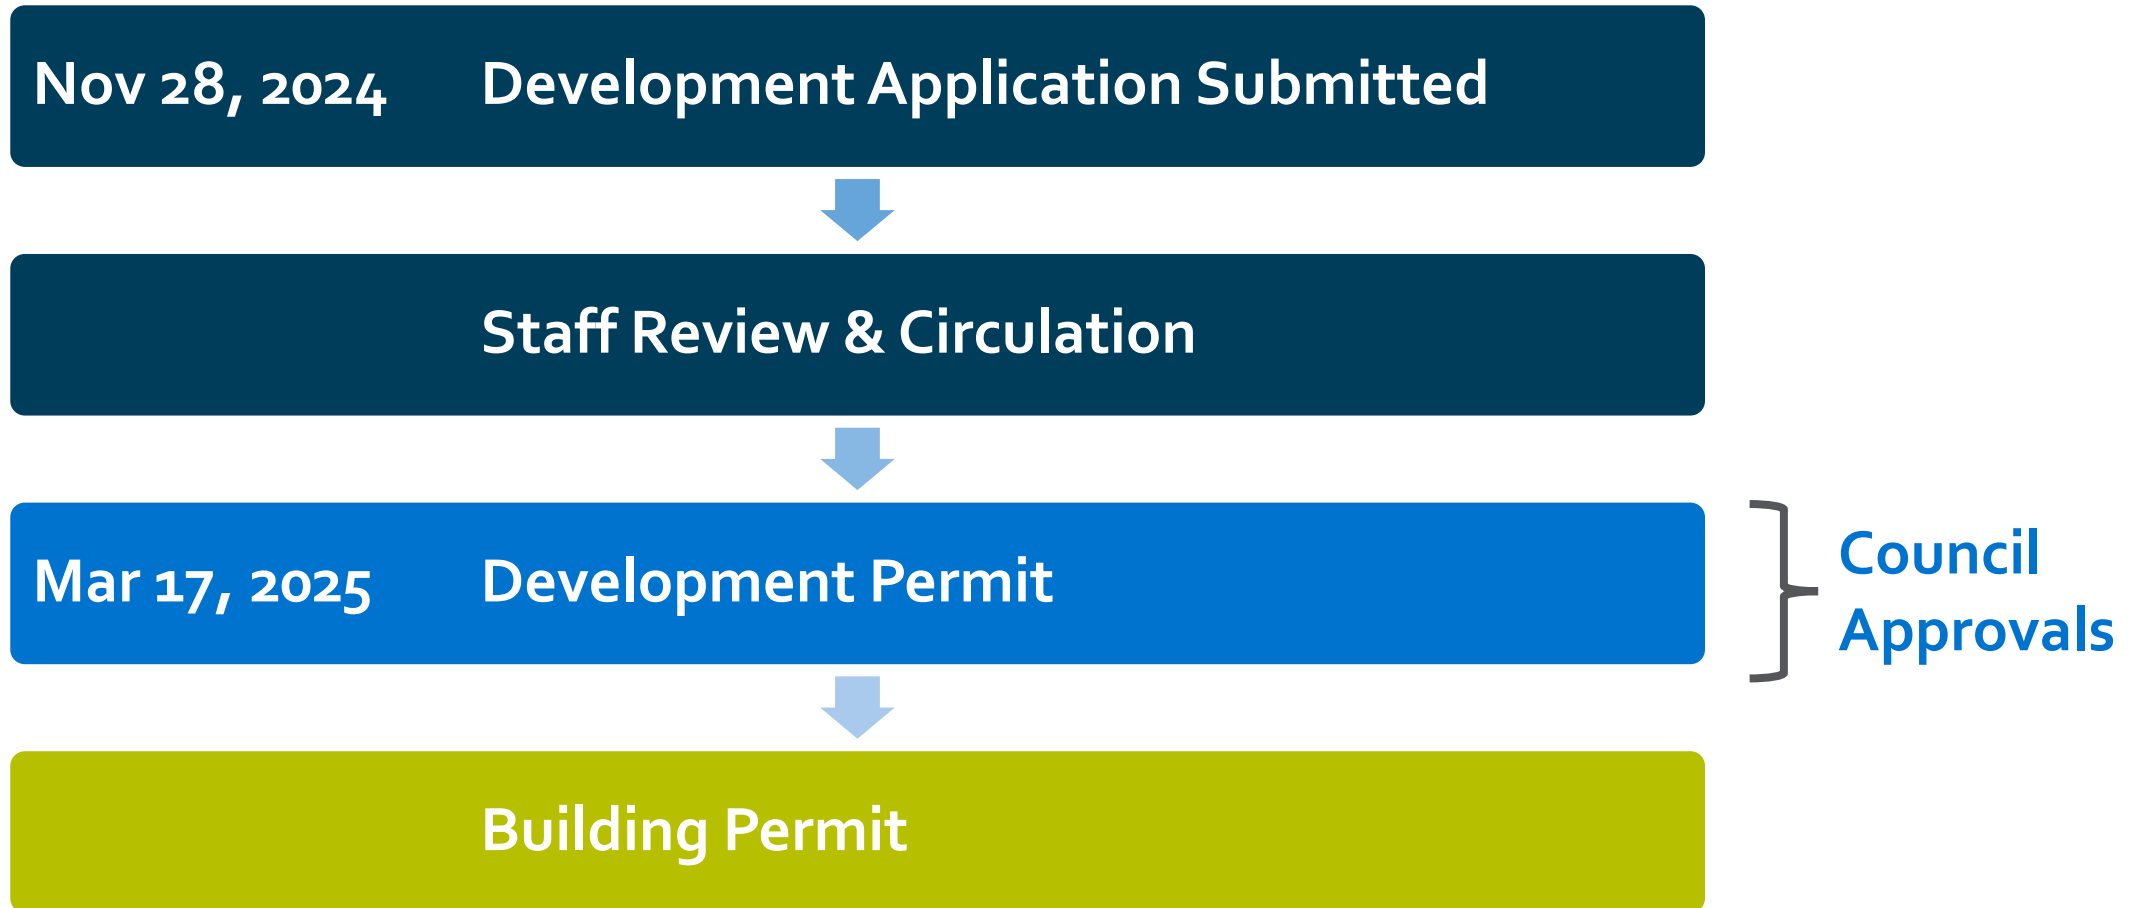 Nov 28, 2024 Development Application Submitted
Staff Review & Circulation
Mar 17, 2025 Development Permit
Council
Approvals
Building Permit